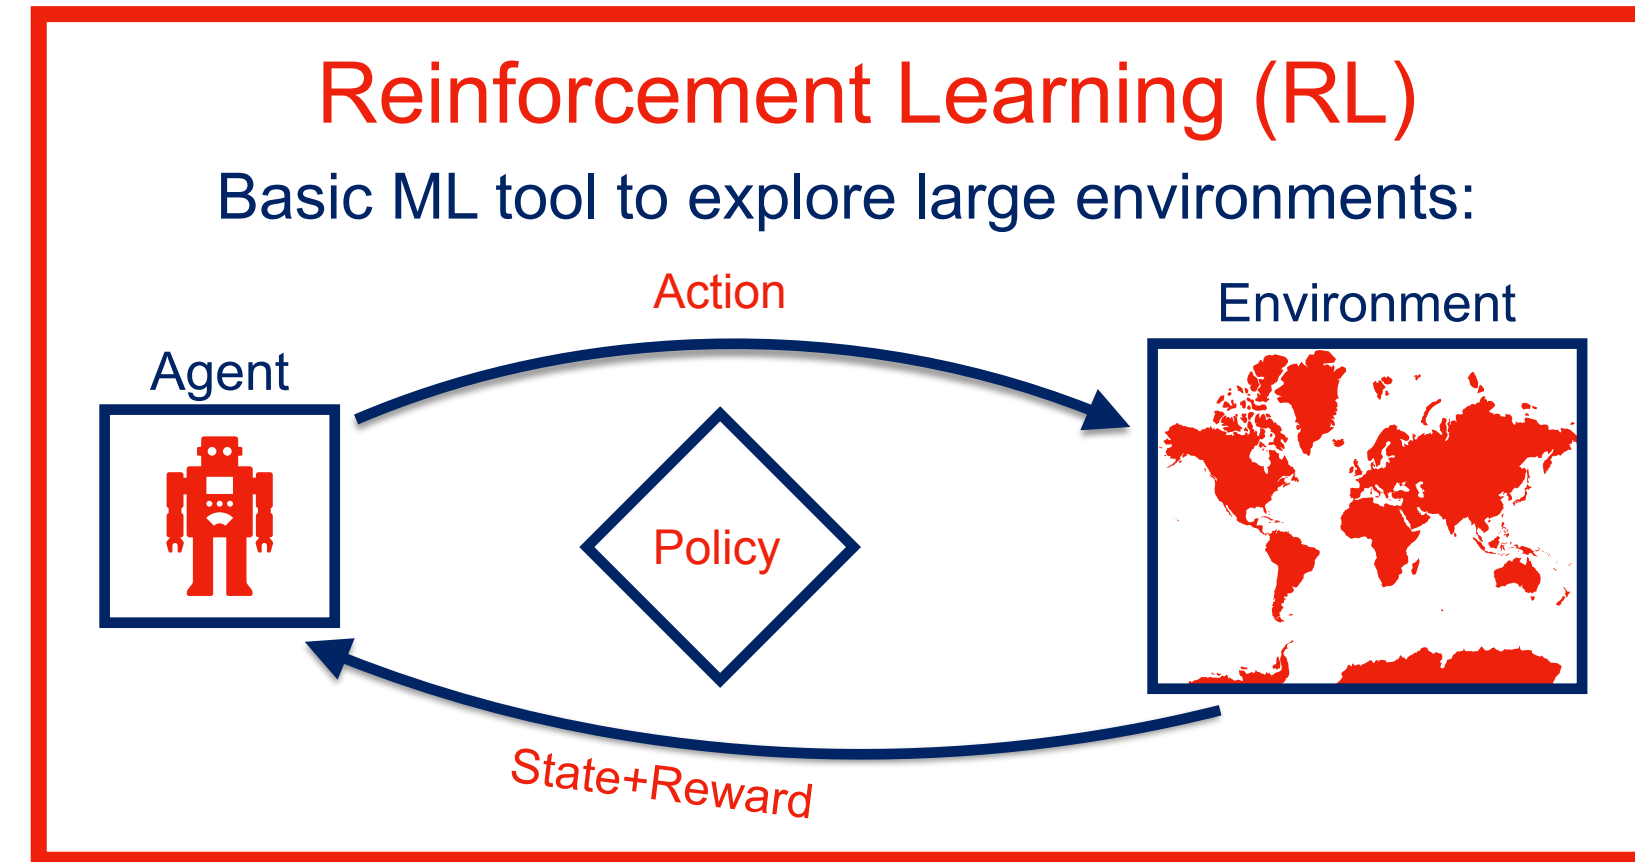 Reinforcement Learning (RL)
Basic ML tool to explore large environments:
Action
Environment
Agent
Policy
State+Reward